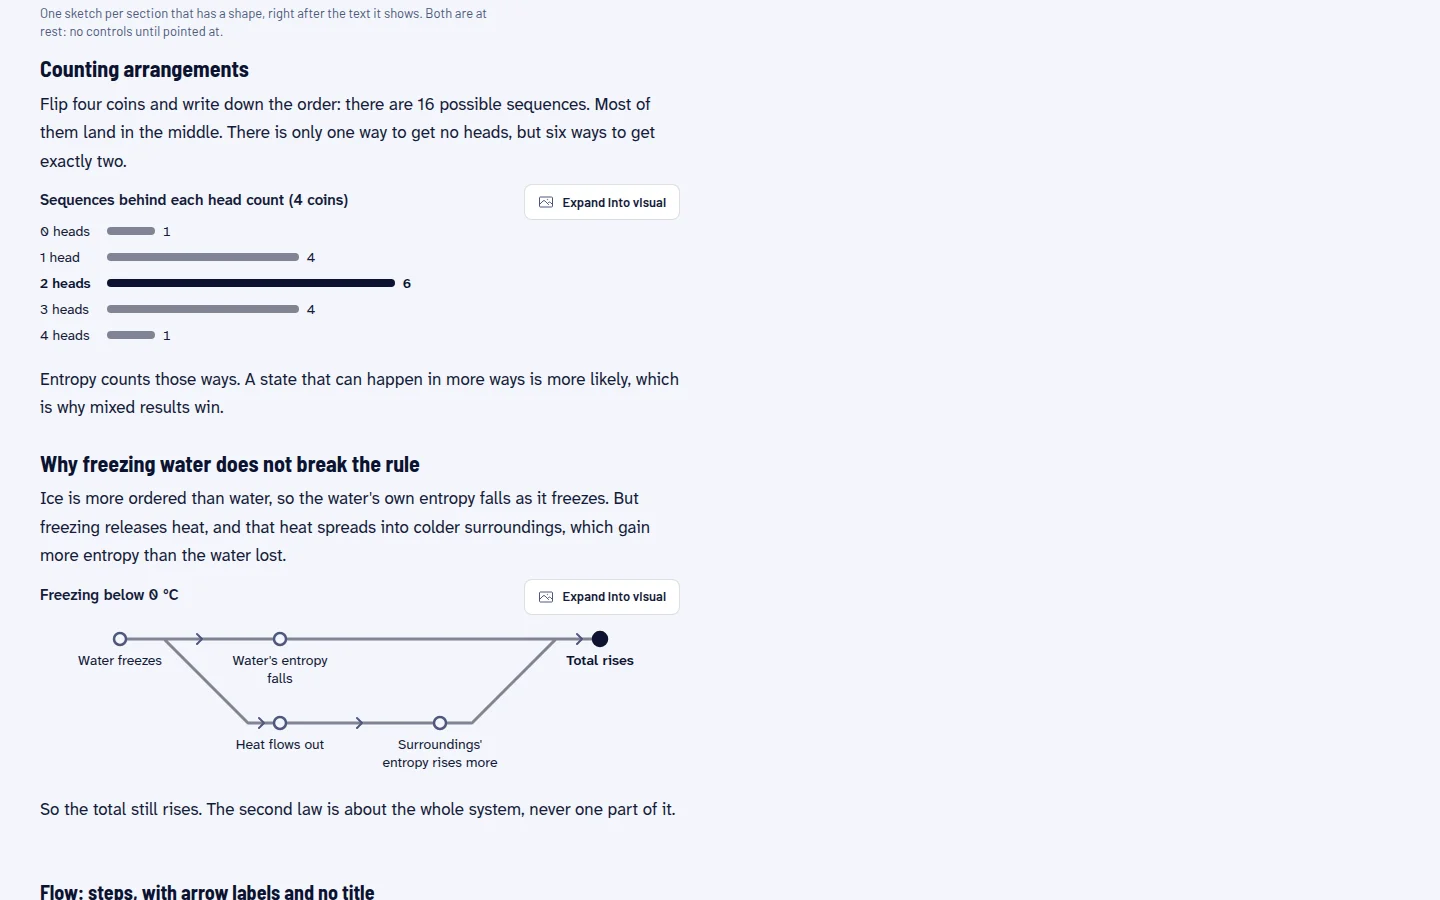 One sketch per section that has a shape, right after the text it shows. Both are at
rest: no controls until pointed at.
Counting arrangements
Flip four coins and write down the order: there are 16 possible sequences. Most of
them land in the middle. There is only one way to get no heads, but six ways to get
exactly two.
Sequences behind each head count (4 coins)
Expand into visual
0 heads 1
1 head 4
2 heads 6
3 heads 4
4 heads 1
Entropy counts those ways. A state that can happen in more ways is more likely, which
is why mixed results win.
Why freezing water does not break the rule
Ice is more ordered than water, so the water's own entropy falls as it freezes. But
freezing releases heat, and that heat spreads into colder surroundings, which gain
more entropy than the water lost.
Freezing below 0 °C
Expand into visual
Water freezes
Water's entropy
falls
Total rises
Heat flows out
Surroundings'
entropy rises more
So the total still rises. The second law is about the whole system, never one part of it.
Flow: steps, with arrow labels and no title